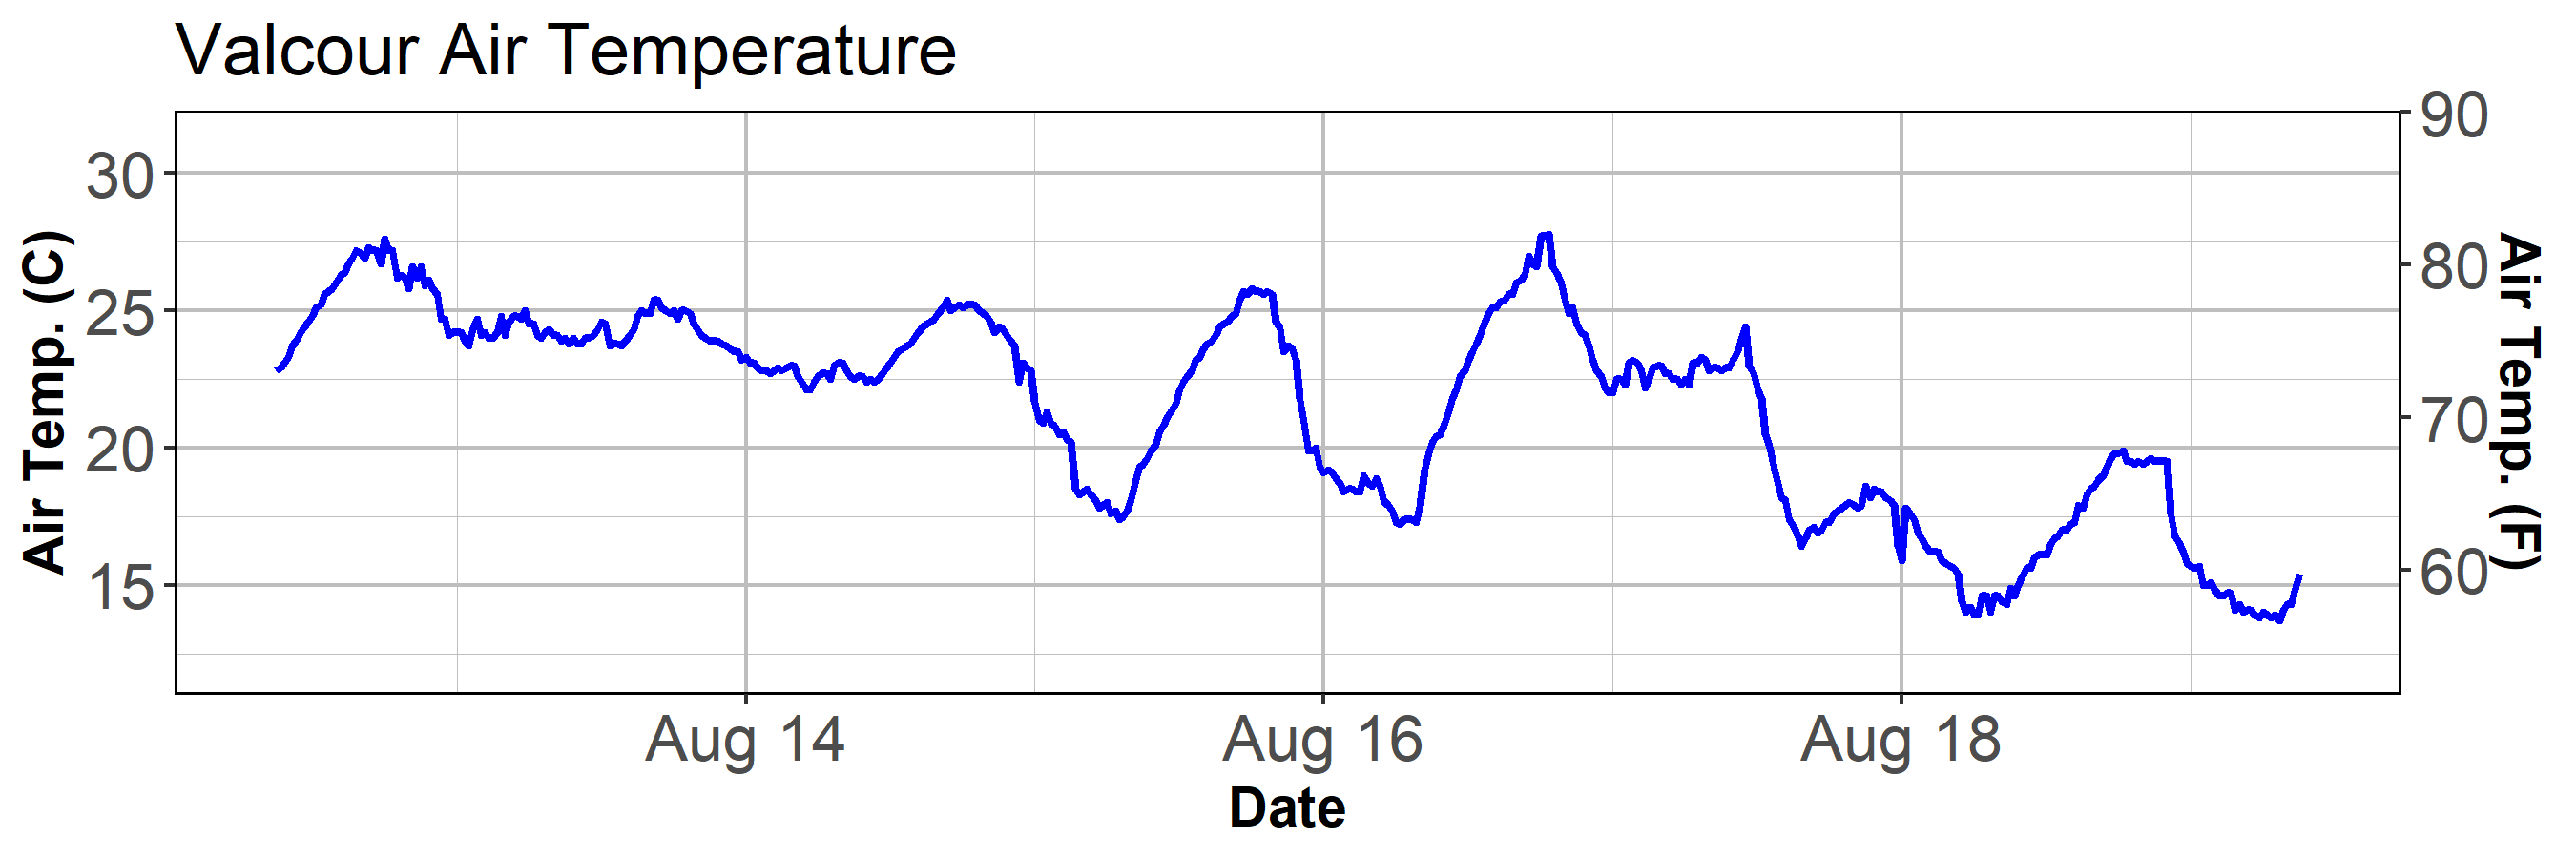 Valcour Air Temperature
Air Temp. (C)
30
25
20
15
90
80
70
60
Air Temp. (F)
Aug 14
Aug 16
Aug 18
Date